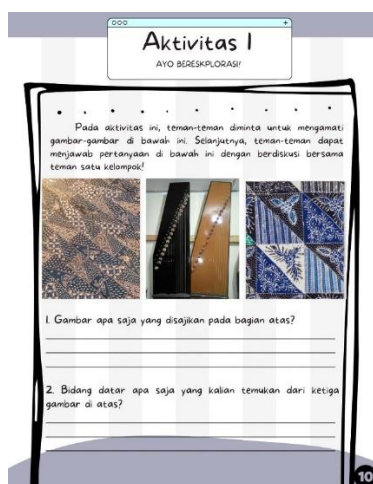 Aktivitas 1
AYO BERESKPLORASI!
Pada aktivitas ini, teman-teman diminta untuk mengamati
gambar-gambar di bawah ini. Selanjutnya, teman-teman dapat
menjawab pertanyaan di bawah ini dengan berdiskusi bersama
teman satu kelompok!
1. Gambar apa saja yang disajikan pada bagian atas?
2. Bidang datar apa saja yang kalian temukan dari ketiga
gambar di atas?
10